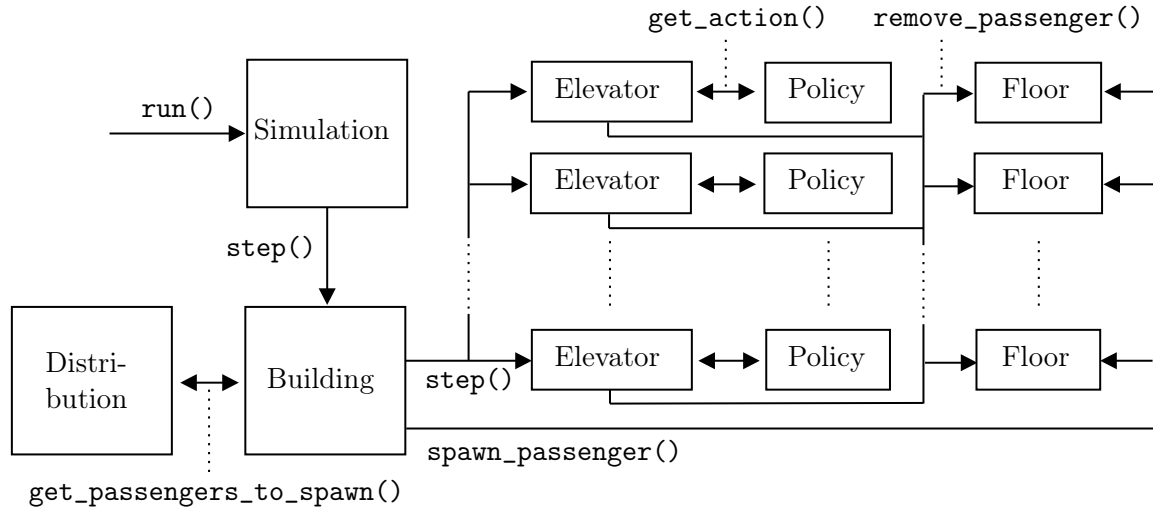 get_action()
remove_passenger()
Elevator
Policy
Floor
run()
Simulation
Elevator
Policy
Floor
step()
Distri-
bution
Building
step()
Elevator
Policy
Floor
spawn_passenger()
get_passengers_to_spawn()